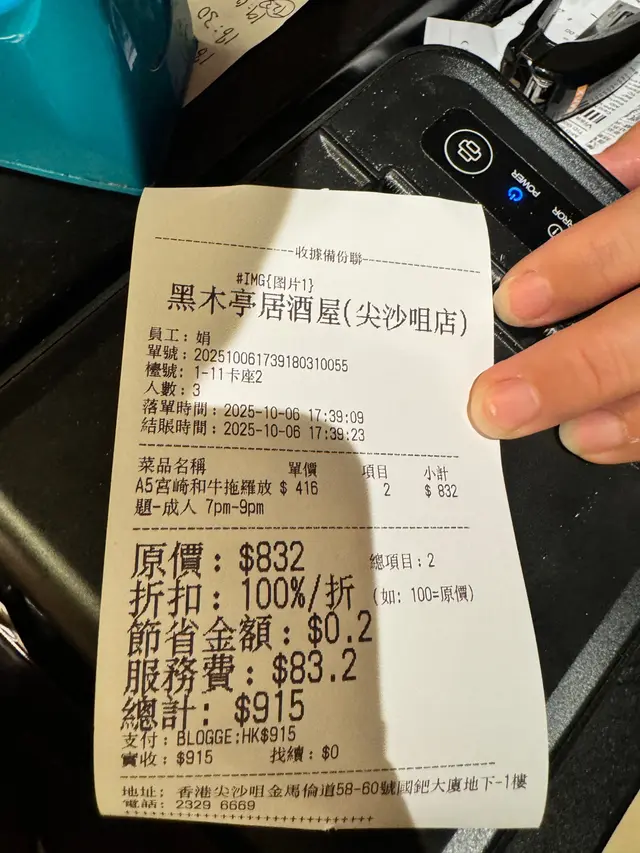 18:30
POWER
收據備份聯
#IMG{图片1}
黑木亭居酒屋(尖沙咀店)
員工: 娟
單號: 202510061739180310055
檯號: 1-11卡座2
人數: 3
落單時間: 2025-10-06 17:39:09
結賬時間: 2025-10-06 17:39:23
菜品名稱 單價 項目 小計
A5宮崎和牛拖羅放 $ 416 2 $ 832
題-成人 7pm-9pm
原價: $832 總項目: 2
折扣: 100%/折 (如: 100=原價)
節省金額: $0.2
服務費: $83.2
總計: $915
支付: BLOGGE:HK$915
實收: $915 找續: $0
地址: 香港尖沙咀金馬倫道58-60號國鈀大廈地下-1樓
電話: 2329 6669